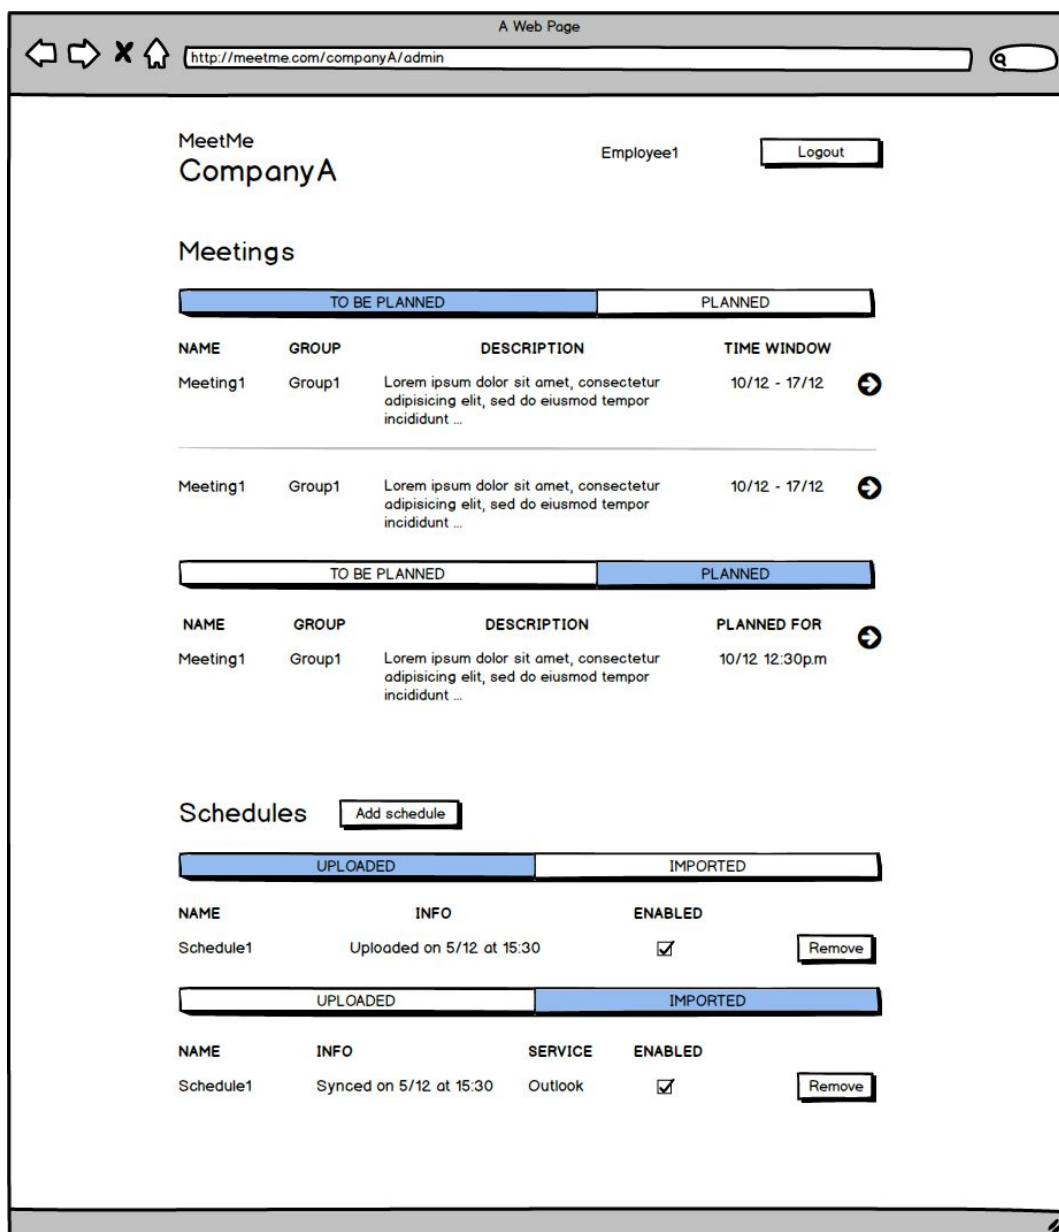 A Web Page
http://meetme.com/companyA/admin
MeetMe
CompanyA
Employee1
Logout
Meetings
TO BE PLANNED PLANNED
NAME GROUP DESCRIPTION TIME WINDOW
Meeting1 Group1 Lorem ipsum dolor sit amet, consectetur 10/12 - 17/12
adipisicing elit, sed do eiusmod tempor
incididunt ...
Meeting1 Group1 Lorem ipsum dolor sit amet, consectetur 10/12 - 17/12
adipisicing elit, sed do eiusmod tempor
incididunt ...
TO BE PLANNED PLANNED
NAME GROUP DESCRIPTION PLANNED FOR
Meeting1 Group1 Lorem ipsum dolor sit amet, consectetur 10/12 12:30p.m
adipisicing elit, sed do eiusmod tempor
incididunt ...
Schedules Add schedule
UPLOADED IMPORTED
NAME INFO ENABLED
Schedule1 Uploaded on 5/12 at 15:30 Remove
UPLOADED IMPORTED
NAME INFO SERVICE ENABLED
Schedule1 Synced on 5/12 at 15:30 Outlook Remove